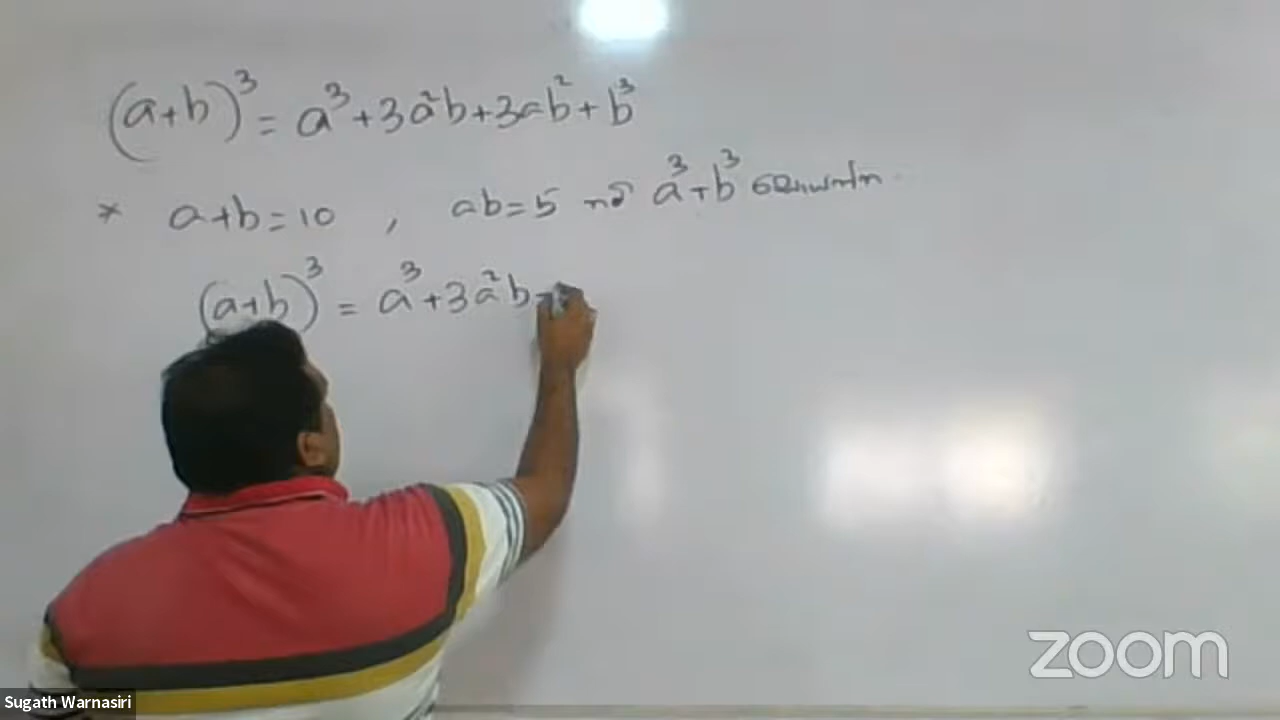 (a+b)³ = a³+3a²b+3ab²+b³
* a+b=10 , ab=5 නම් a³+b³ සොයන්න
(a+b)³ = a³+3a²b+
ZOOM
Sugath Warnasiri